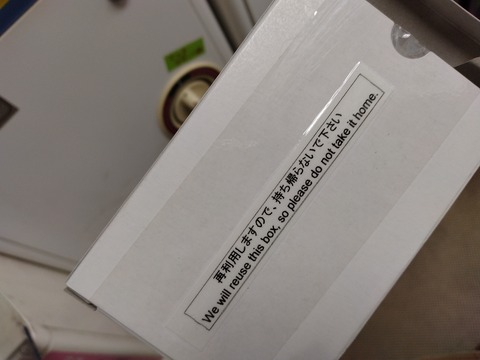 再利用しますので、持ち帰らないで下さい
We will reuse this box, so please do not take it home.